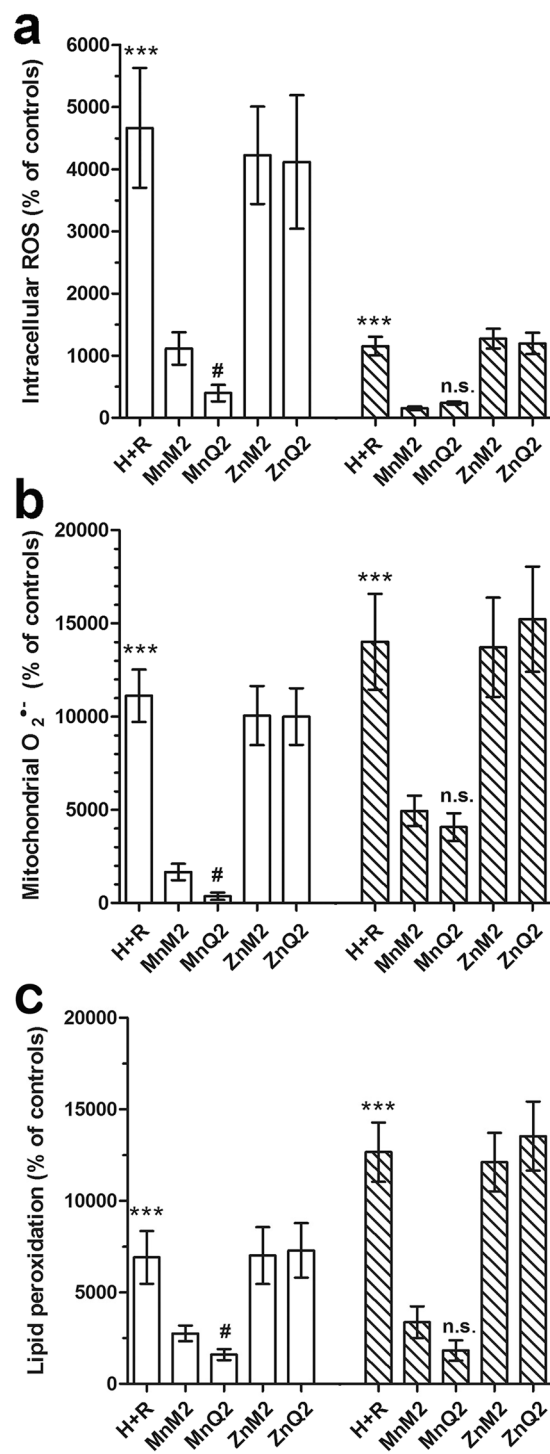 a
Intracellular ROS (% of controls)
6000
5000
4000
3000
2000
1000
0
***
#
***
n.s.
H+R
MnM2
MnQ2
ZnM2
ZnQ2
H+R
MnM2
MnQ2
ZnM2
ZnQ2
b
Mitochondrial O 2 •- (% of controls)
20000
15000
10000
5000
0
***
#
***
n.s.
H+R
MnM2
MnQ2
ZnM2
ZnQ2
H+R
MnM2
MnQ2
ZnM2
ZnQ2
c
Lipid peroxidation (% of controls)
20000
15000
10000
5000
0
***
#
***
n.s.
H+R
MnM2
MnQ2
ZnM2
ZnQ2
H+R
MnM2
MnQ2
ZnM2
ZnQ2